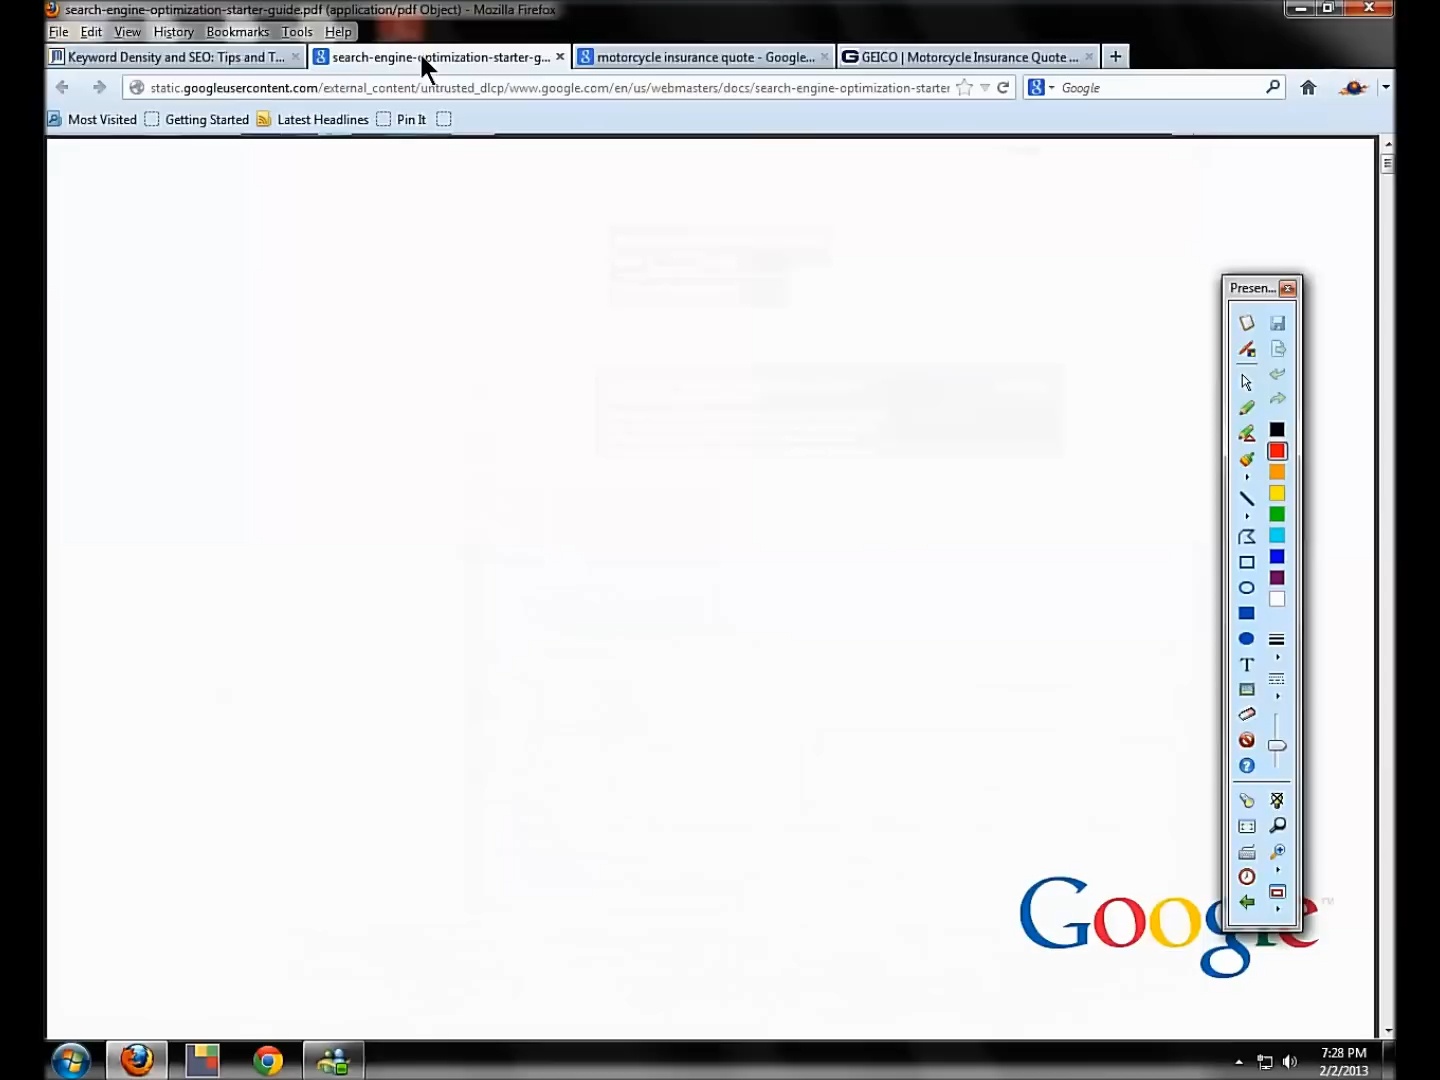 search-engine-optimization-starter-guide.pdf (application/pdf Object) - Mozilla Firefox
File Edit View History Bookmarks Tools Help
Keyword Density and SEO: Tips and T... search-engine-optimization-starter-g... motorcycle insurance quote - Google... GEICO | Motorcycle Insurance Quote ...
static.googleusercontent.com/external_content/untrusted_dlcp/www.google.com/en/us/webmasters/docs/search-engine-optimization-starter Google
Most Visited Getting Started Latest Headlines Pin It
Presen...
T
Google
7:28 PM
2/2/2013